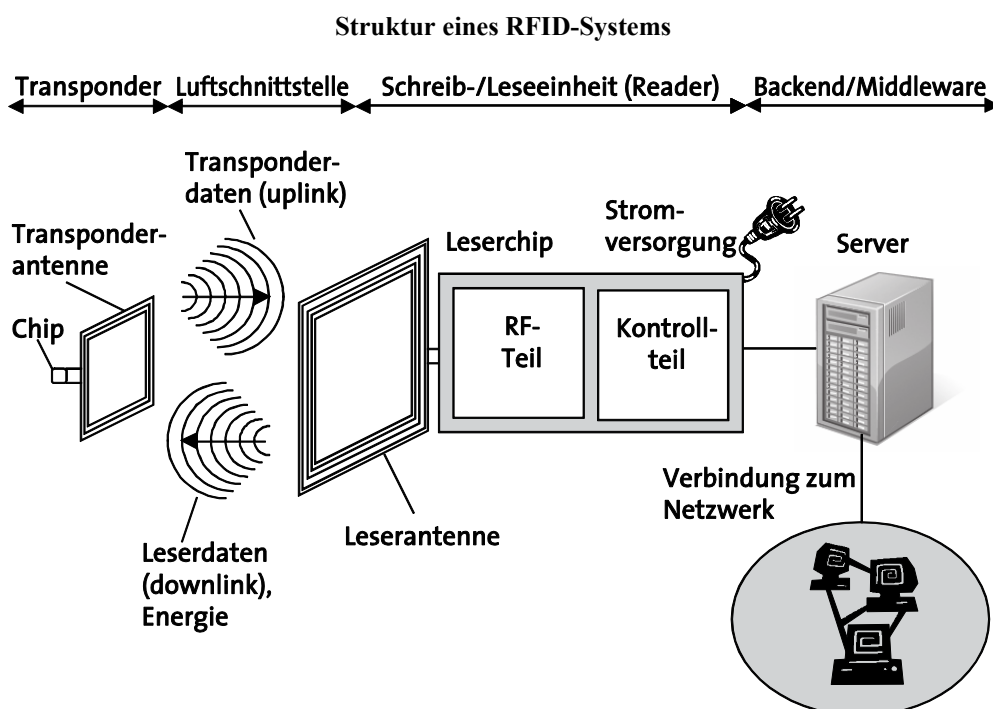 Struktur eines RFID-Systems
Transponder
Luftschnittstelle
Schreib-/Leseeinheit (Reader)
Backend/Middleware
Transponder-
daten (uplink)
Transponder-
antenne
Chip
Leserchip
Strom-
versorgung
Server
RF-
Teil
Kontroll-
teil
Verbindung zum
Netzwerk
Leserantenne
Leserdaten
(downlink),
Energie